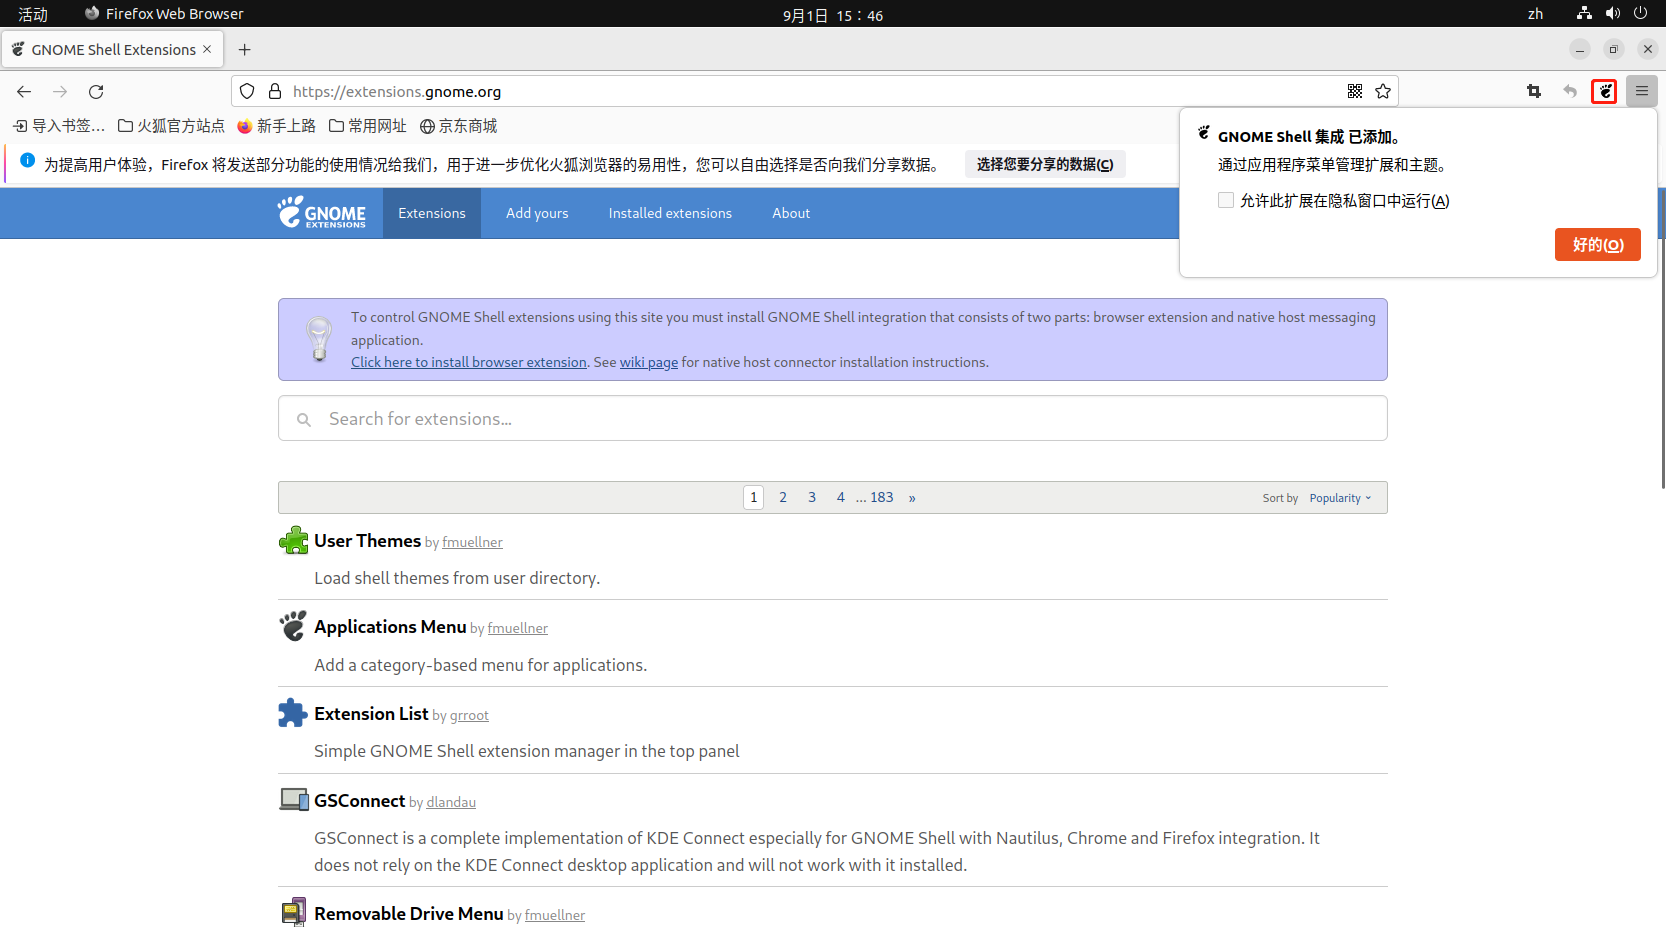 活动 Firefox Web Browser 9月1日 15：46 zh
GNOME Shell Extensions
https://extensions.gnome.org
导入书签... 火狐官方站点 新手上路 常用网址 京东商城
为提高用户体验，Firefox 将发送部分功能的使用情况给我们，用于进一步优化火狐浏览器的易用性，您可以自由选择是否向我们分享数据。 选择您要分享的数据(C)
GNOME Shell 集成 已添加。
通过应用程序菜单管理扩展和主题。
允许此扩展在隐私窗口中运行(A)
好的(O)
GNOME EXTENSIONS Extensions Add yours Installed extensions About
To control GNOME Shell extensions using this site you must install GNOME Shell integration that consists of two parts: browser extension and native host messaging
application.
Click here to install browser extension. See wiki page for native host connector installation instructions.
Search for extensions...
1 2 3 4 ... 183 » Sort by Popularity
User Themes by fmuellner
Load shell themes from user directory.
Applications Menu by fmuellner
Add a category-based menu for applications.
Extension List by grroot
Simple GNOME Shell extension manager in the top panel
GSConnect by dlandau
GSConnect is a complete implementation of KDE Connect especially for GNOME Shell with Nautilus, Chrome and Firefox integration. It
does not rely on the KDE Connect desktop application and will not work with it installed.
Removable Drive Menu by fmuellner